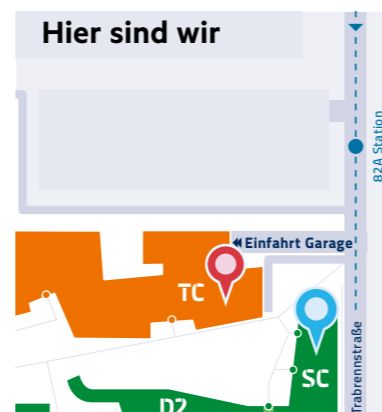 Hier sind wir
82A Station
Einfahrt Garage
TC
Trabrennstraße
SC
D2